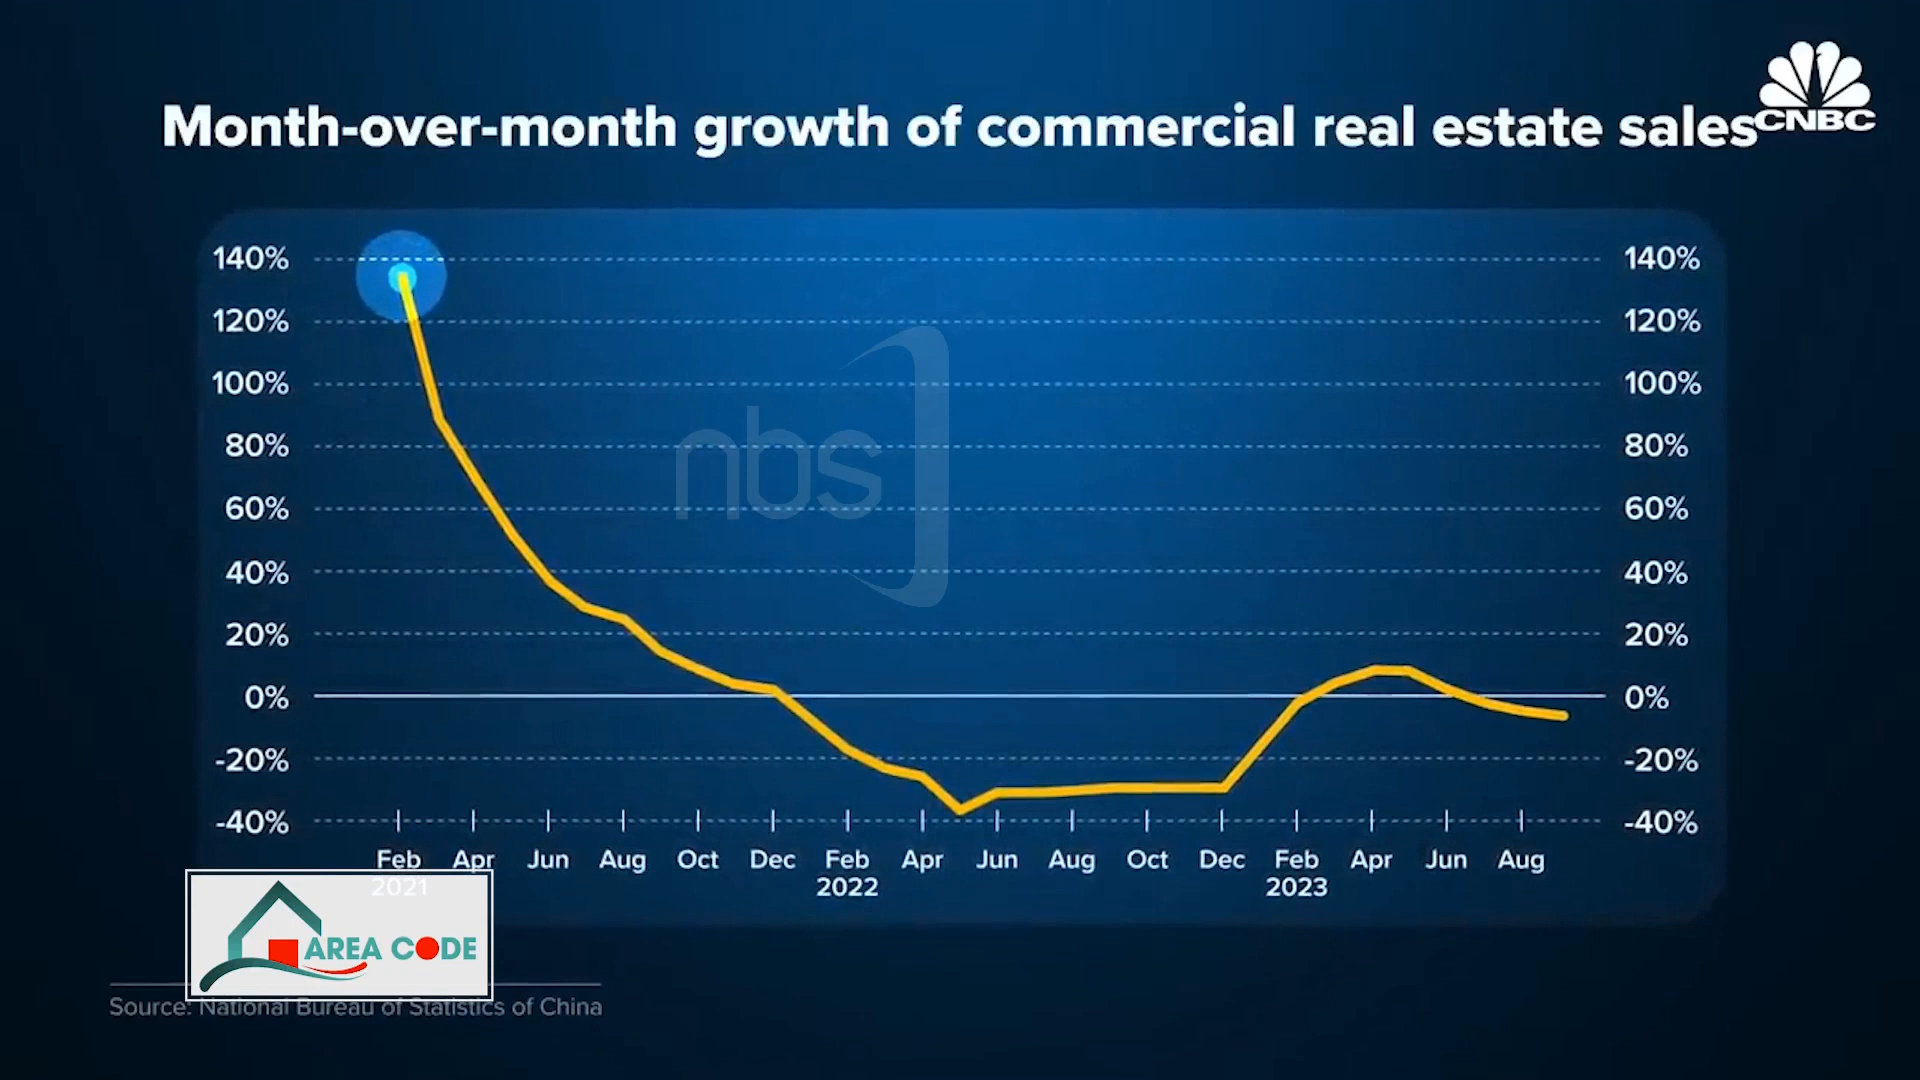 Month-over-month growth of commercial real estate sales
CNBC
140% 140%
120% 120%
100% 100%
80% 80%
60% 60%
40% 40%
20% 20%
0% 0%
-20% -20%
-40% -40%
Feb Apr Jun Aug Oct Dec Feb Apr Jun Aug Oct Dec Feb Apr Jun Aug
2021 2022 2023
nbs
AREA CODE
Source: National Bureau of Statistics of China